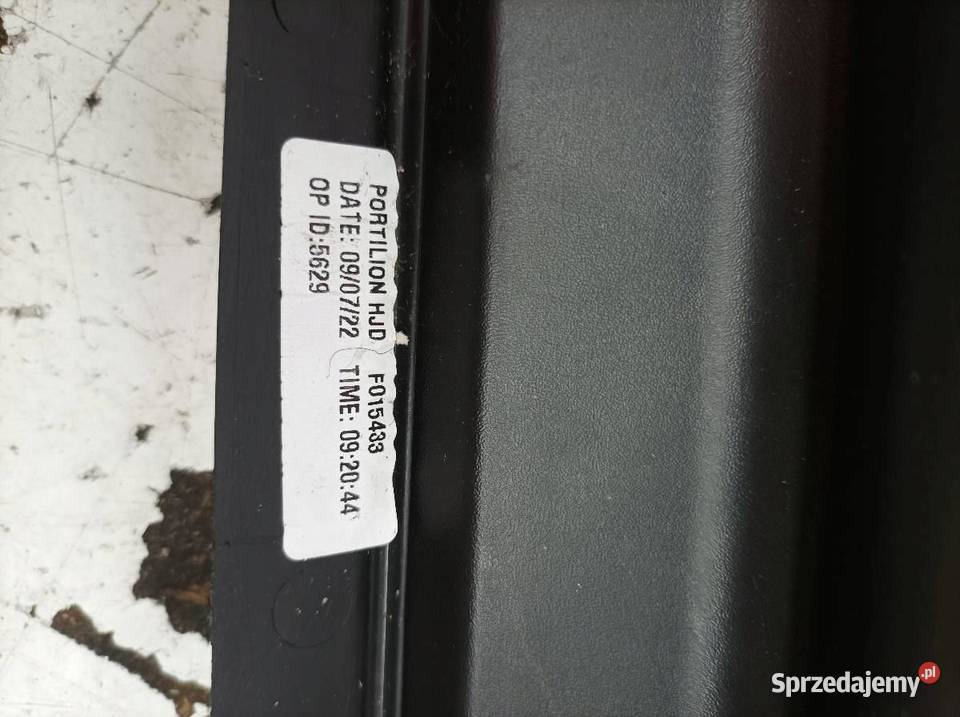 PORTILION HJD F015433
DATE: 09/07/22 TIME: 09:20:44
OP ID:5629
Sprzedajemy.pl